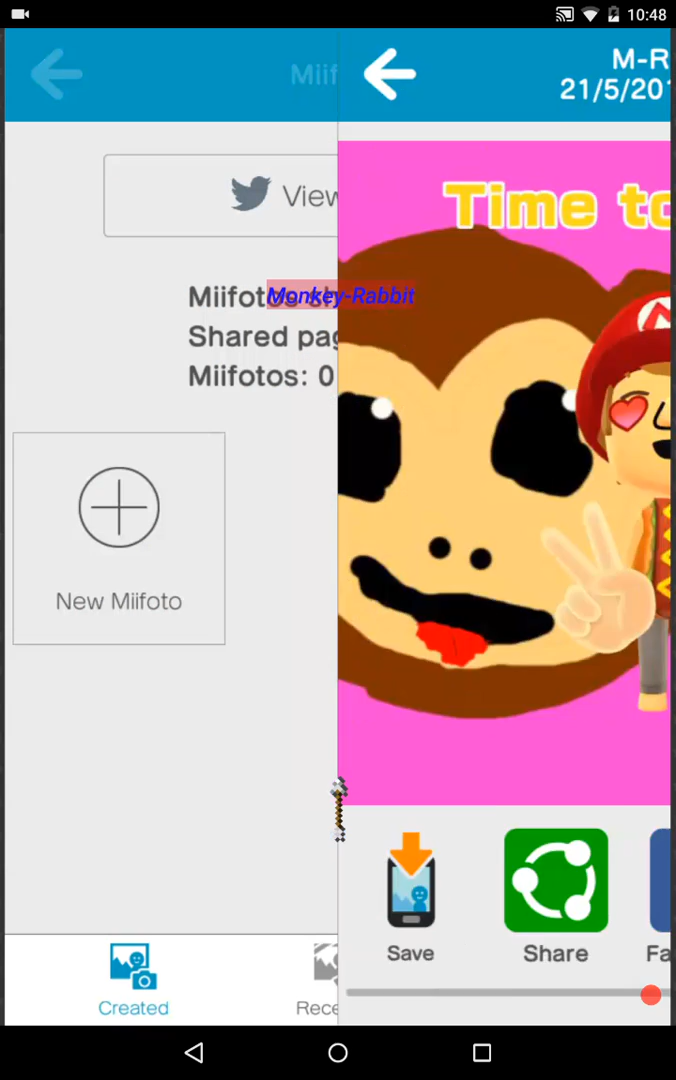 10:48
Miif
M-R
21/5/201
View
Time to
Miifotos sh
Monkey-Rabbit
Shared pag
Miifotos: 0
New Miifoto
Save
Share
Fa
Created
Rece